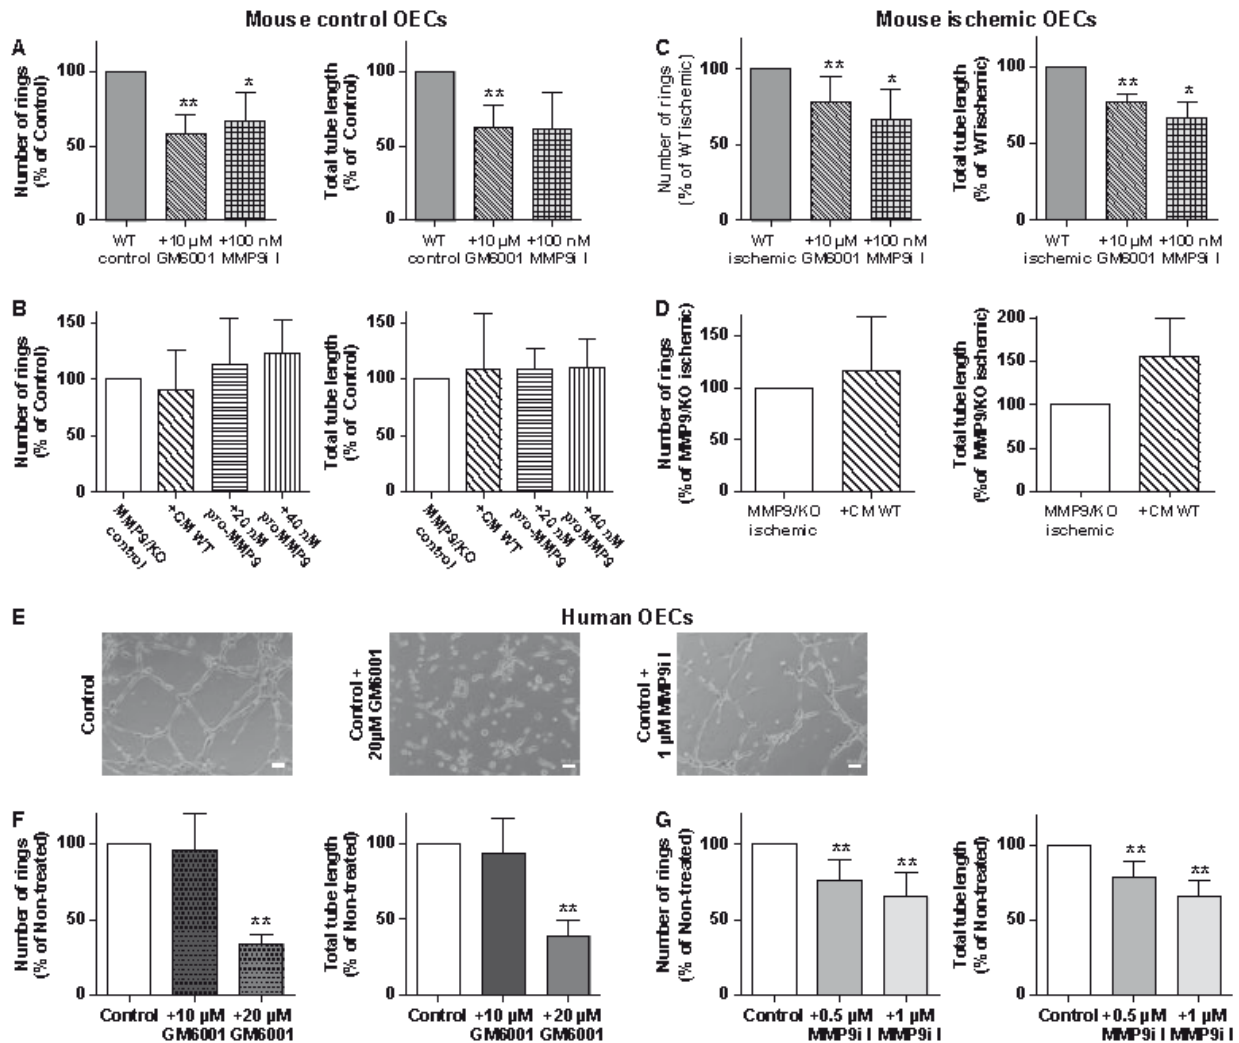 Mouse control OECs
Mouse ischemic OECs
A
Number of rings
(% of Control)
100
50
0
**
*
WT
control
+10 µM
GM6001
+100 nM
MMP9i I
Total tube length
(% of Control)
100
50
0
**
WT
control
+10 µM
GM6001
+100 nM
MMP9i I
C
Number of rings
(% of WT ischemic)
100
50
0
**
*
WT
ischemic
+10 µM
GM6001
+100 nM
MMP9i I
Total tube length
(% of WT ischemic)
100
50
0
**
*
WT
ischemic
+10 µM
GM6001
+100 nM
MMP9i I
B
Number of rings
(% of Control)
150
100
50
0
MMP9/KO
control
+CM WT
+20 nM
pro-MMP9
+40 nM
proMMP9
Total tube length
(% of Control)
150
100
50
0
MMP9/KO
control
+CM WT
+20 nM
pro-MMP9
+40 nM
proMMP9
D
Number of rings
(% of MMP9/KO ischemic)
150
100
50
0
MMP9/KO
ischemic
+CM WT
Total tube length
(% of MMP9/KO ischemic)
200
150
100
50
0
MMP9/KO
ischemic
+CM WT
E
Human OECs
Control
Control +
20µM GM6001
Control +
1 µM MMP9i I
F
Number of rings
(% of Non-treated)
100
50
0
**
Control
+10 µM
GM6001
+20 µM
GM6001
Total tube length
(% of Non-treated)
100
50
0
**
Control
+10 µM
GM6001
+20 µM
GM6001
G
Number of rings
(% of Non-treated)
100
50
0
**
**
Control
+0.5 µM
MMP9i I
+1 µM
MMP9i I
Total tube length
(% of Non-treated)
100
50
0
**
**
Control
+0.5 µM
MMP9i I
+1 µM
MMP9i I